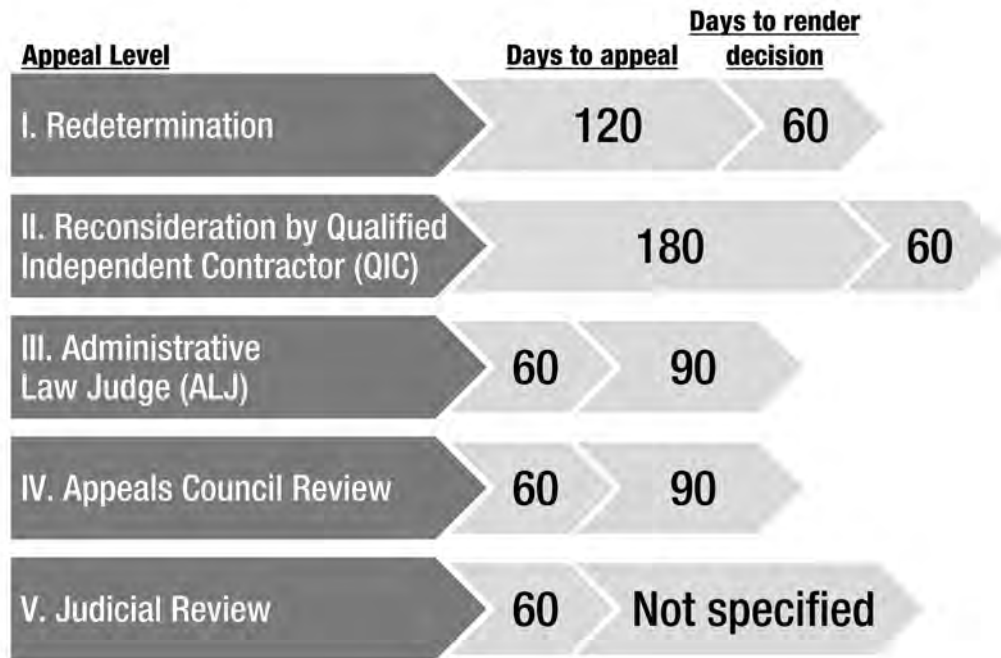 Appeal Level
Days to appeal
Days to render
decision
I. Redetermination
120
60
II. Reconsideration by Qualified
Independent Contractor (QIC)
180
60
III. Administrative
Law Judge (ALJ)
60
90
IV. Appeals Council Review
60
90
V. Judicial Review
60
Not specified